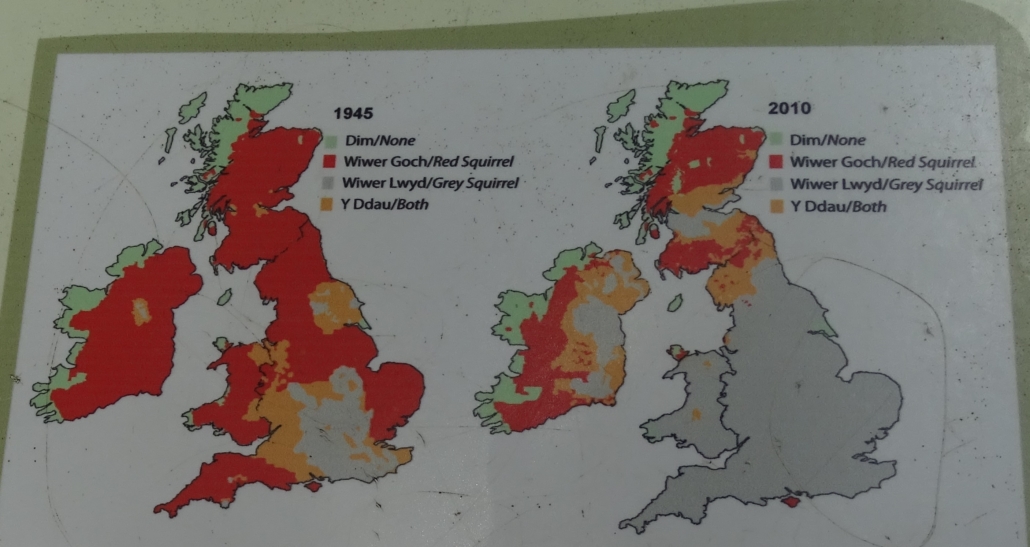 1945
Dim/None
Wiwer Goch/Red Squirrel
Wiwer Lwyd/Grey Squirrel
Y Ddau/Both
2010
Dim/None
Wiwer Goch/Red Squirrel
Wiwer Lwyd/Grey Squirrel
Y Ddau/Both